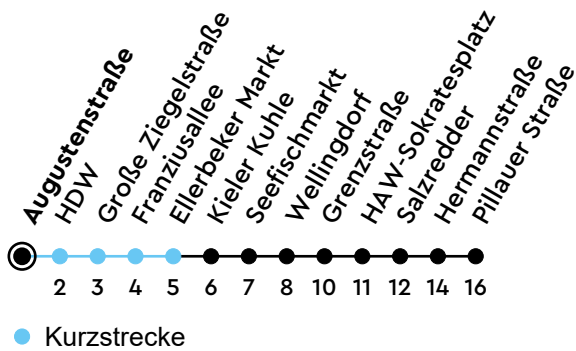 Augustenstraße
HDW
Große Ziegelstraße
Franziusallee
Ellerbeker Markt
Kieler Kuhle
Seefischmarkt
Wellingdorf
Grenzstraße
HAW-Sokratesplatz
Salzredder
Hermannstraße
Pillauer Straße
2 3 4 5 6 7 8 10 11 12 14 16
Kurzstrecke